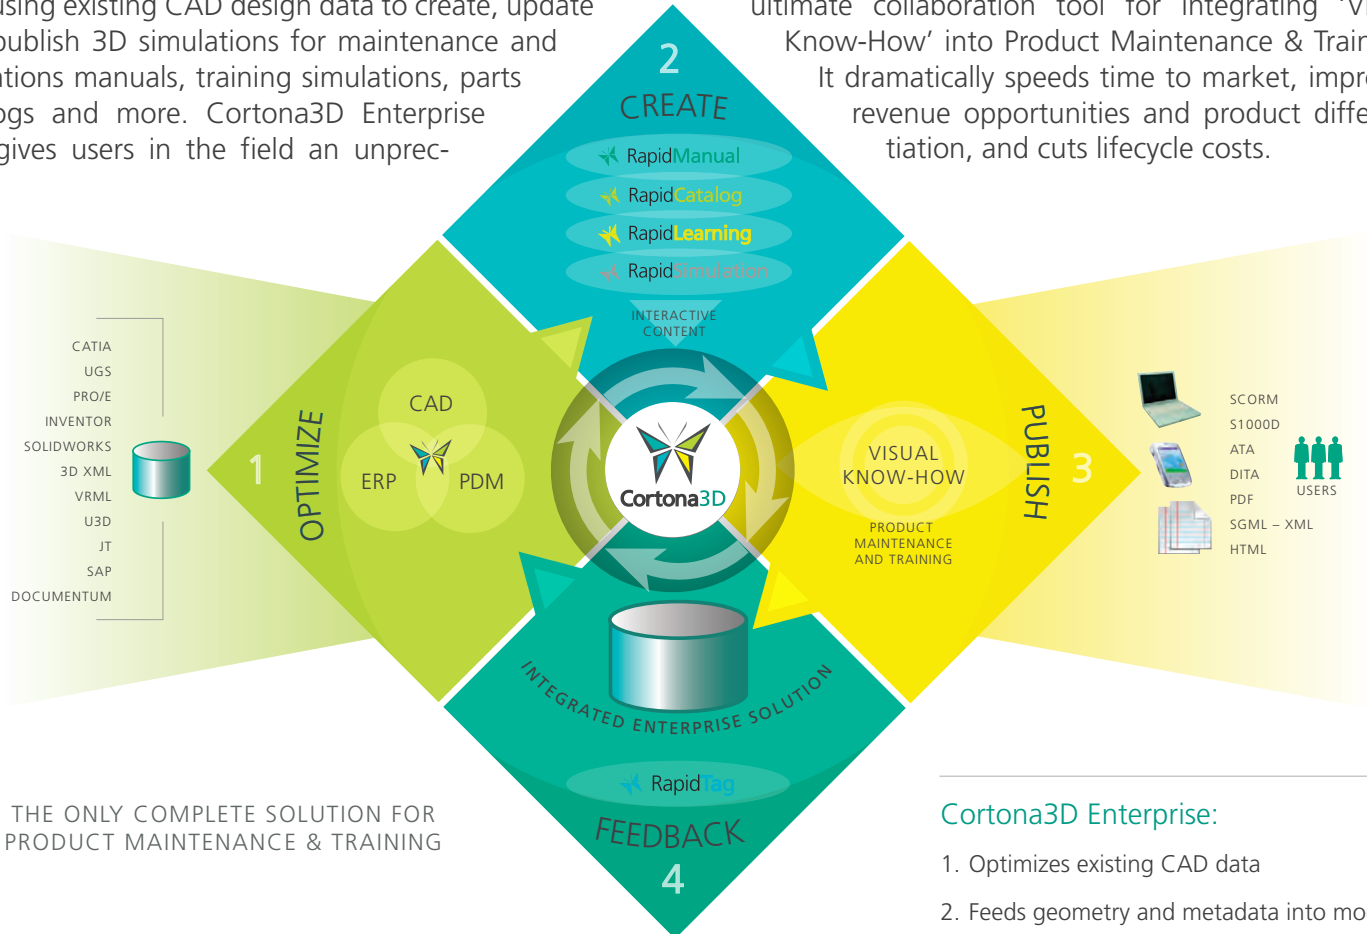 using existing CAD design data to create, update
publish 3D simulations for maintenance and
tions manuals, training simulations, parts
ogs and more. Cortona3D Enterprise
gives users in the field an unprec-
ultimate collaboration tool for integrating
Know-How’ into Product Maintenance & Train
It dramatically speeds time to market, impr
revenue opportunities and product diffe
tiation, and cuts lifecycle costs.
2
CREATE
RapidManual
RapidCatalog
RapidLearning
RapidSimulation
INTERACTIVE
CONTENT
CATIA
UGS
PRO/E
INVENTOR
SOLIDWORKS
3D XML
VRML
U3D
JT
SAP
DOCUMENTUM
1
OPTIMIZE
CAD
ERP
PDM
Cortona3D
VISUAL
KNOW-HOW
PRODUCT
MAINTENANCE
AND TRAINING
PUBLISH
3
SCORM
S1000D
ATA
DITA
PDF
SGML – XML
HTML
USERS
INTEGRATED ENTERPRISE SOLUTION
RapidTag
FEEDBACK
4
THE ONLY COMPLETE SOLUTION FOR
PRODUCT MAINTENANCE & TRAINING
Cortona3D Enterprise:
1. Optimizes existing CAD data
2. Feeds geometry and metadata into mo